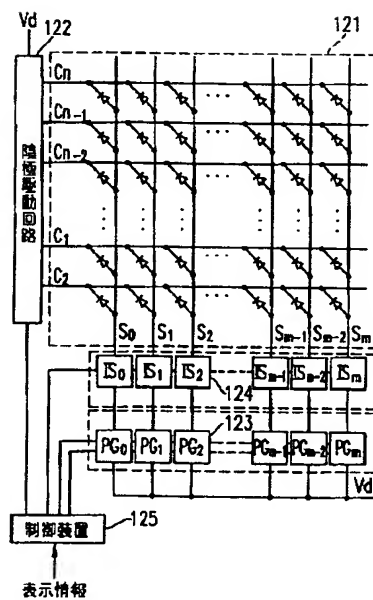 Vd
122
121
Cn
Cn-1
Cn-2
陰極駆動回路
C1
C2
S0 S1 S2 Sm-1 Sm-2 Sm
IS0 IS1 IS2 ISm-1 ISm-2 ISm
124
123
PG0 PG1 PG2 PGm-1 PGm-2 PGm
Vd
制御装置
125
表示情報